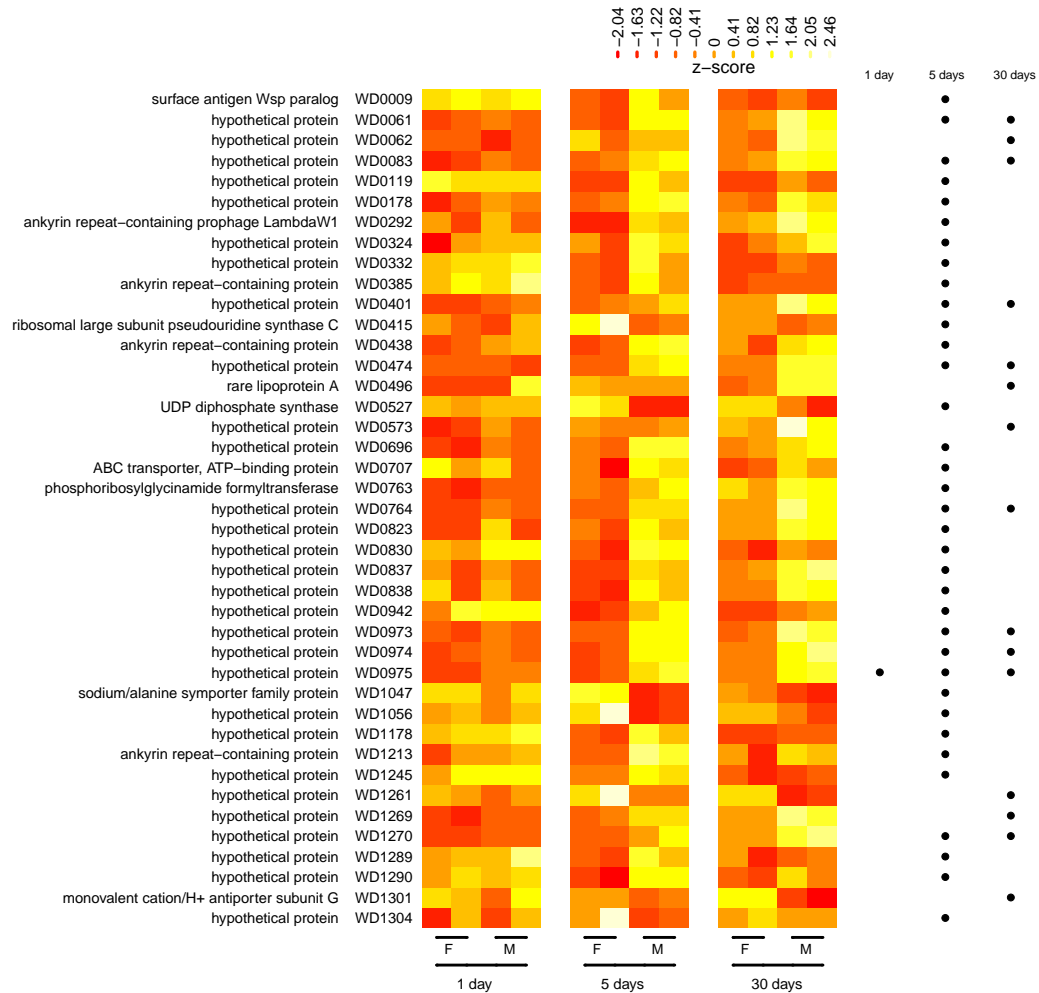 −2.04
−1.63
−1.22
−0.82
−0.41
0
0.41
0.82
1.23
1.64
2.05
2.46
z−score
1 day 5 days 30 days
surface antigen Wsp paralog WD0009
hypothetical protein WD0061
hypothetical protein WD0062
hypothetical protein WD0083
hypothetical protein WD0119
hypothetical protein WD0178
ankyrin repeat−containing prophage LambdaW1 WD0292
hypothetical protein WD0324
hypothetical protein WD0332
ankyrin repeat−containing protein WD0385
hypothetical protein WD0401
ribosomal large subunit pseudouridine synthase C WD0415
ankyrin repeat−containing protein WD0438
hypothetical protein WD0474
rare lipoprotein A WD0496
UDP diphosphate synthase WD0527
hypothetical protein WD0573
hypothetical protein WD0696
ABC transporter, ATP−binding protein WD0707
phosphoribosylglycinamide formyltransferase WD0763
hypothetical protein WD0764
hypothetical protein WD0823
hypothetical protein WD0830
hypothetical protein WD0837
hypothetical protein WD0838
hypothetical protein WD0942
hypothetical protein WD0973
hypothetical protein WD0974
hypothetical protein WD0975
sodium/alanine symporter family protein WD1047
hypothetical protein WD1056
hypothetical protein WD1178
ankyrin repeat−containing protein WD1213
hypothetical protein WD1245
hypothetical protein WD1261
hypothetical protein WD1269
hypothetical protein WD1270
hypothetical protein WD1289
hypothetical protein WD1290
monovalent cation/H+ antiporter subunit G WD1301
hypothetical protein WD1304
F M F M F M
1 day 5 days 30 days